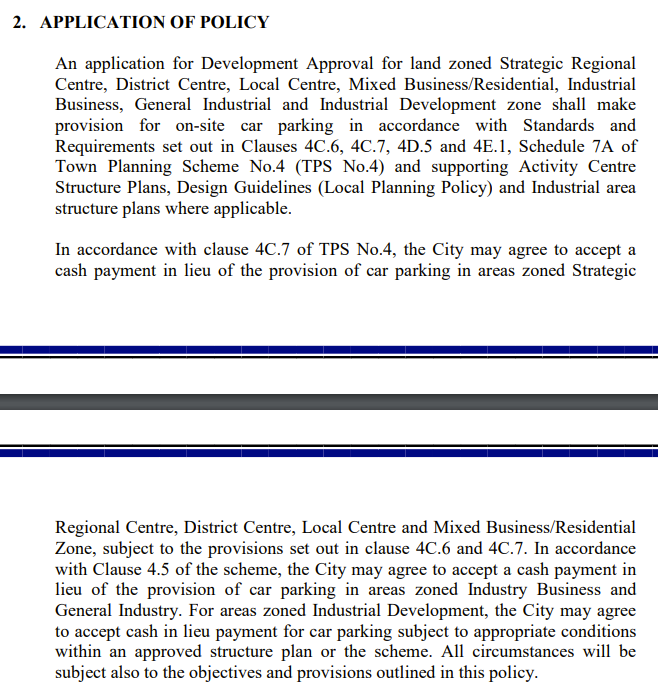 2. APPLICATION OF POLICY
An application for Development Approval for land zoned Strategic Regional
Centre, District Centre, Local Centre, Mixed Business/Residential, Industrial
Business, General Industrial and Industrial Development zone shall make
provision for on-site car parking in accordance with Standards and
Requirements set out in Clauses 4C.6, 4C.7, 4D.5 and 4E.1, Schedule 7A of
Town Planning Scheme No.4 (TPS No.4) and supporting Activity Centre
Structure Plans, Design Guidelines (Local Planning Policy) and Industrial area
structure plans where applicable.
In accordance with clause 4C.7 of TPS No.4, the City may agree to accept a
cash payment in lieu of the provision of car parking in areas zoned Strategic
Regional Centre, District Centre, Local Centre and Mixed Business/Residential
Zone, subject to the provisions set out in clause 4C.6 and 4C.7. In accordance
with Clause 4.5 of the scheme, the City may agree to accept a cash payment in
lieu of the provision of car parking in areas zoned Industry Business and
General Industry. For areas zoned Industrial Development, the City may agree
to accept cash in lieu payment for car parking subject to appropriate conditions
within an approved structure plan or the scheme. All circumstances will be
subject also to the objectives and provisions outlined in this policy.